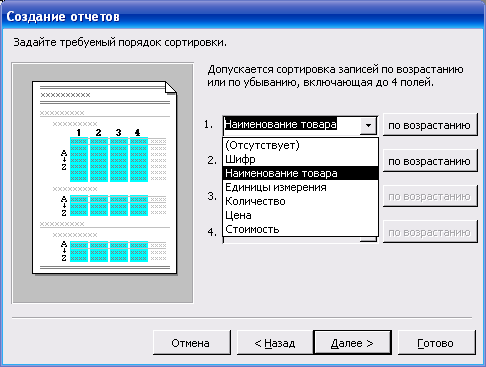 Создание отчетов
Задайте требуемый порядок сортировки.
Допускается сортировка записей по возрастанию
или по убыванию, включающая до 4 полей.
1 2 3 4
А
Z
А
Z
А
Z
1. Наименование товара по возрастанию
(Отсутствует)
2. Шифр по возрастанию
Наименование товара
Единицы измерения
3. Количество по возрастанию
Цена
4. Стоимость по возрастанию
Отмена < Назад Далее > Готово